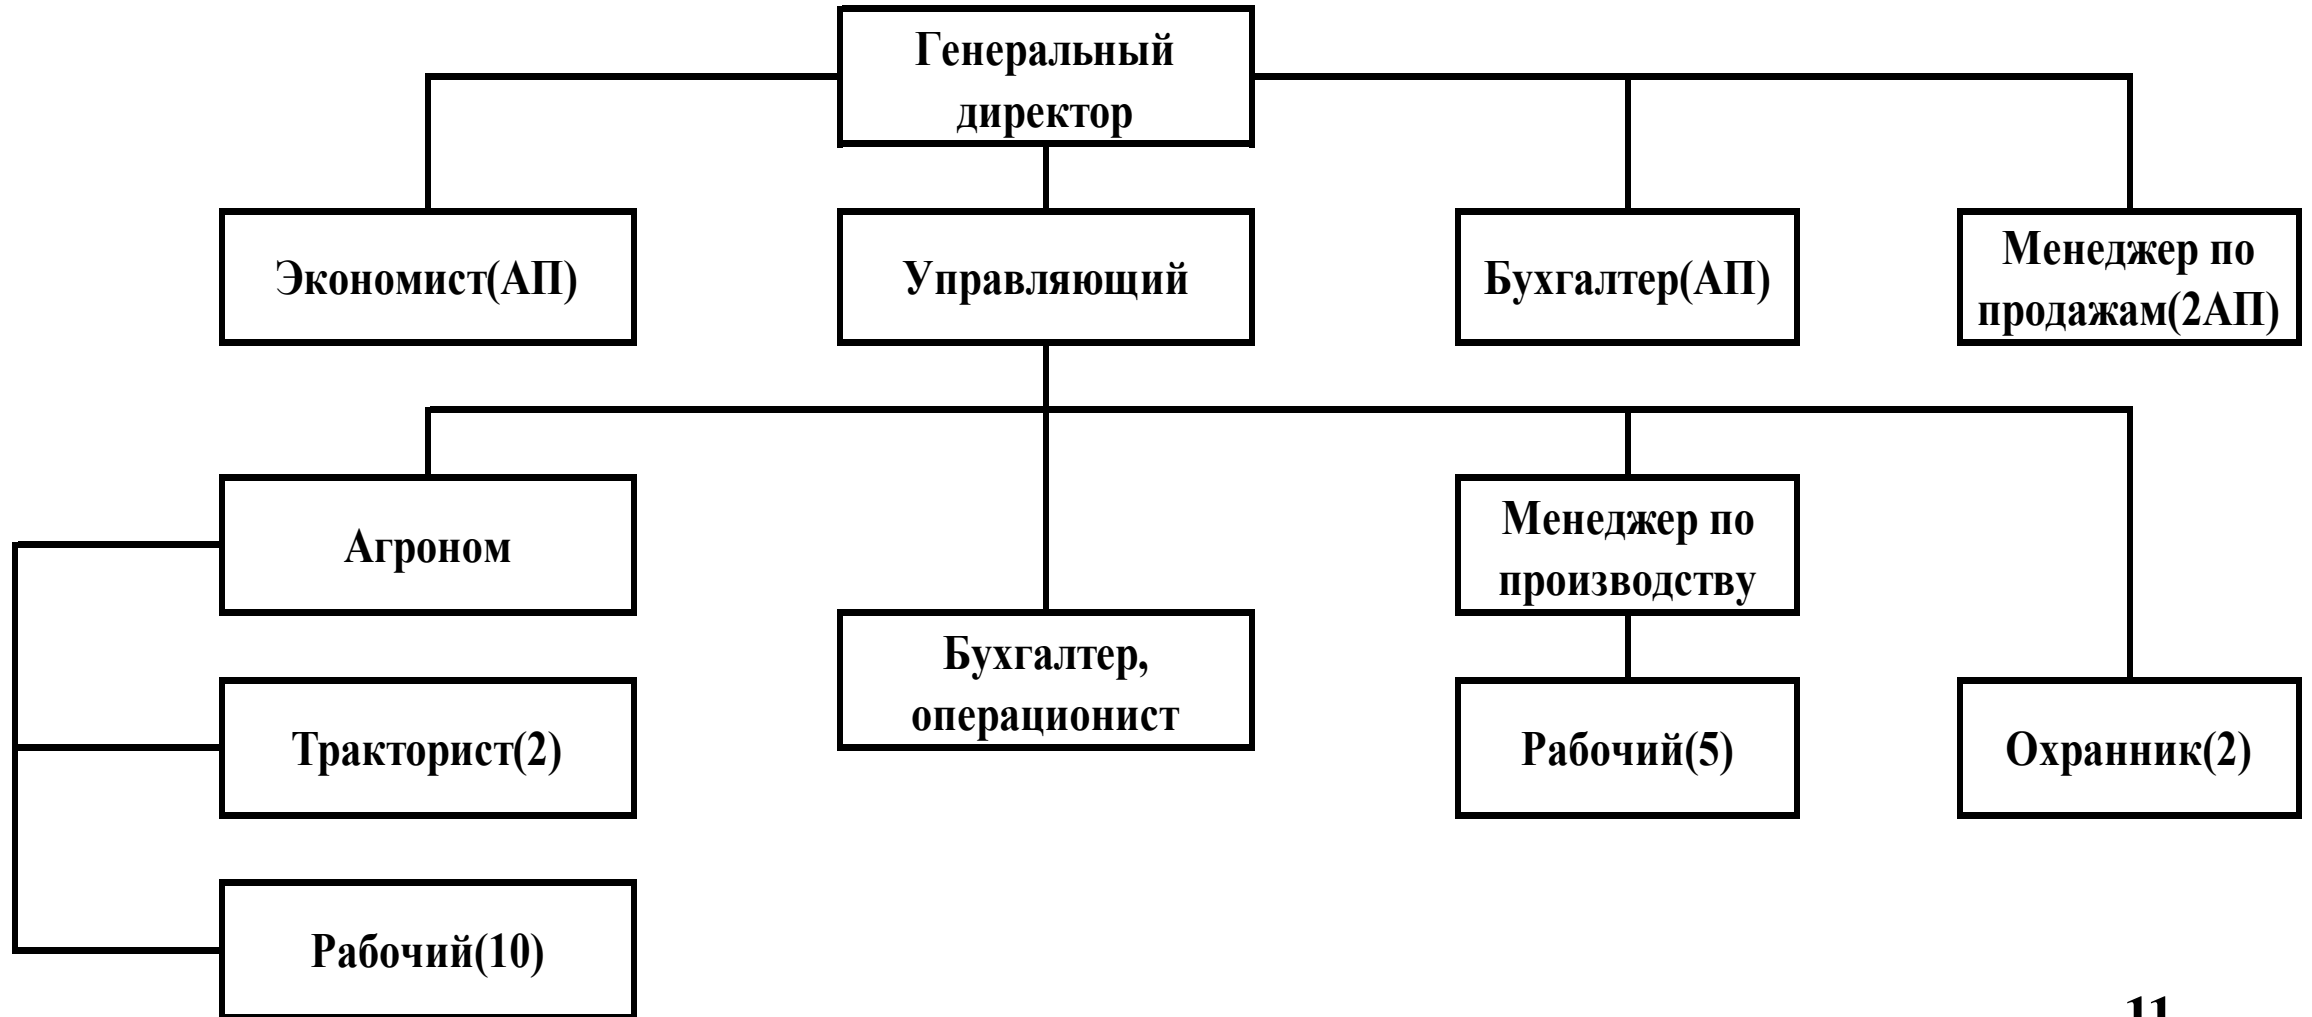 Генеральный
директор
Экономист(АП)
Управляющий
Бухгалтер(АП)
Менеджер по
продажам(2АП)
Агроном
Бухгалтер,
операционист
Менеджер по
производству
Тракторист(2)
Рабочий(5)
Охранник(2)
Рабочий(10)
11